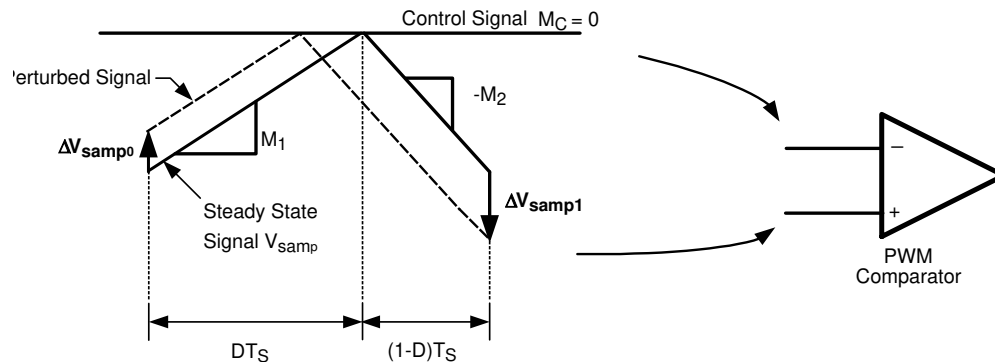 Control Signal M_C = 0
Perturbed Signal
-M_2
M_1
ΔV_samp0
ΔV_samp1
Steady State
Signal V_samp
−
+
PWM
Comparator
DT_S
(1-D)T_S